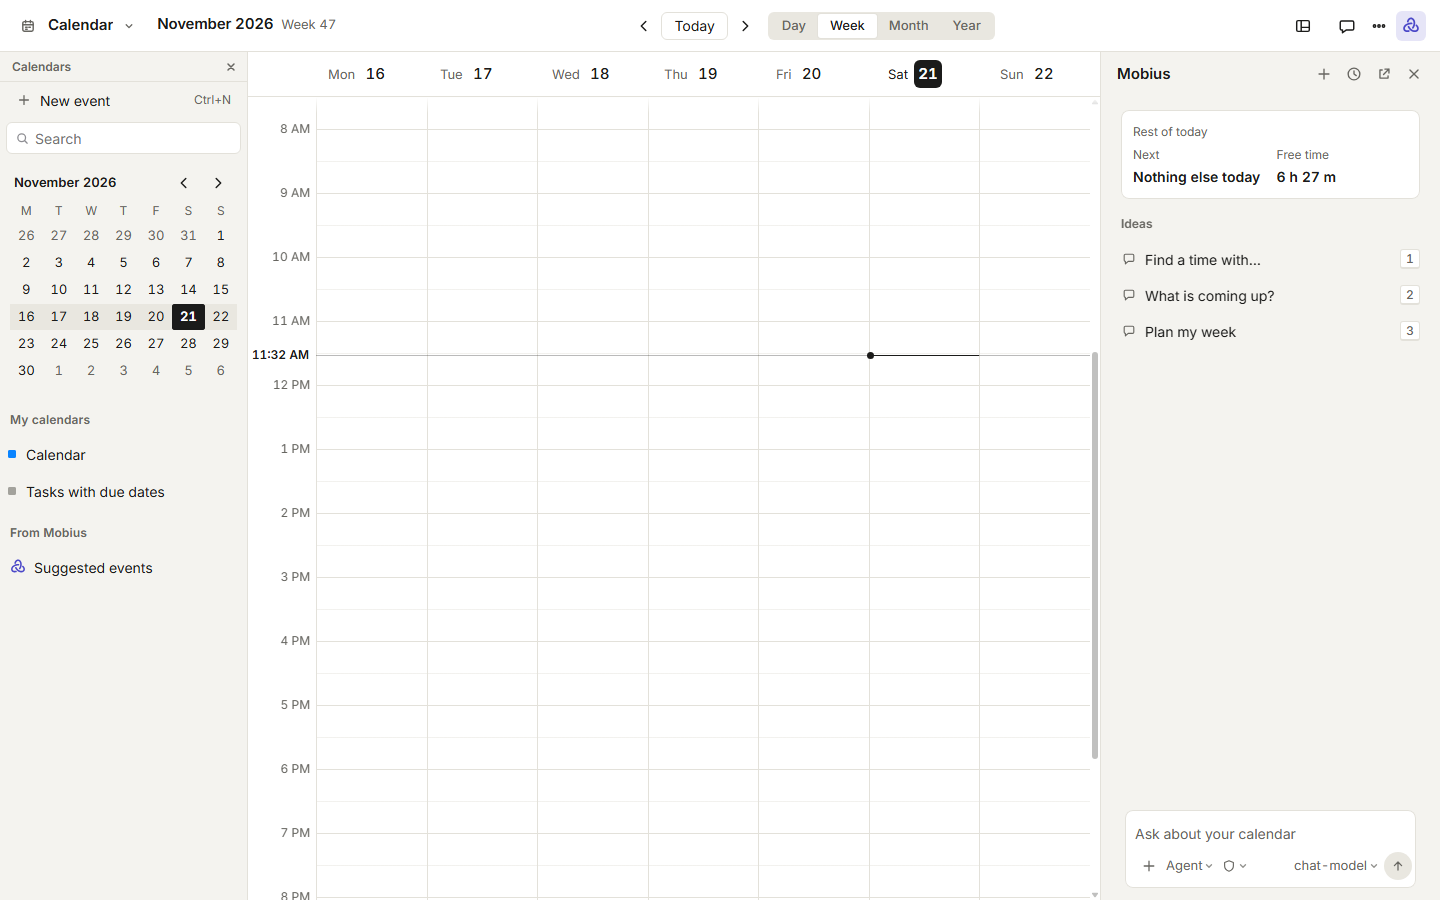 Calendar
November 2026 Week 47
Today
Day Week Month Year
Calendars
New event Ctrl+N
Search
November 2026
M T W T F S S
26 27 28 29 30 31 1
2 3 4 5 6 7 8
9 10 11 12 13 14 15
16 17 18 19 20 21 22
23 24 25 26 27 28 29
30 1 2 3 4 5 6
My calendars
Calendar
Tasks with due dates
From Mobius
Suggested events
Mon 16 Tue 17 Wed 18 Thu 19 Fri 20 Sat 21 Sun 22
8 AM
9 AM
10 AM
11 AM
11:32 AM
12 PM
1 PM
2 PM
3 PM
4 PM
5 PM
6 PM
7 PM
8 PM
Mobius
Rest of today
Next Free time
Nothing else today 6 h 27 m
Ideas
Find a time with... 1
What is coming up? 2
Plan my week 3
Ask about your calendar
Agent chat-model